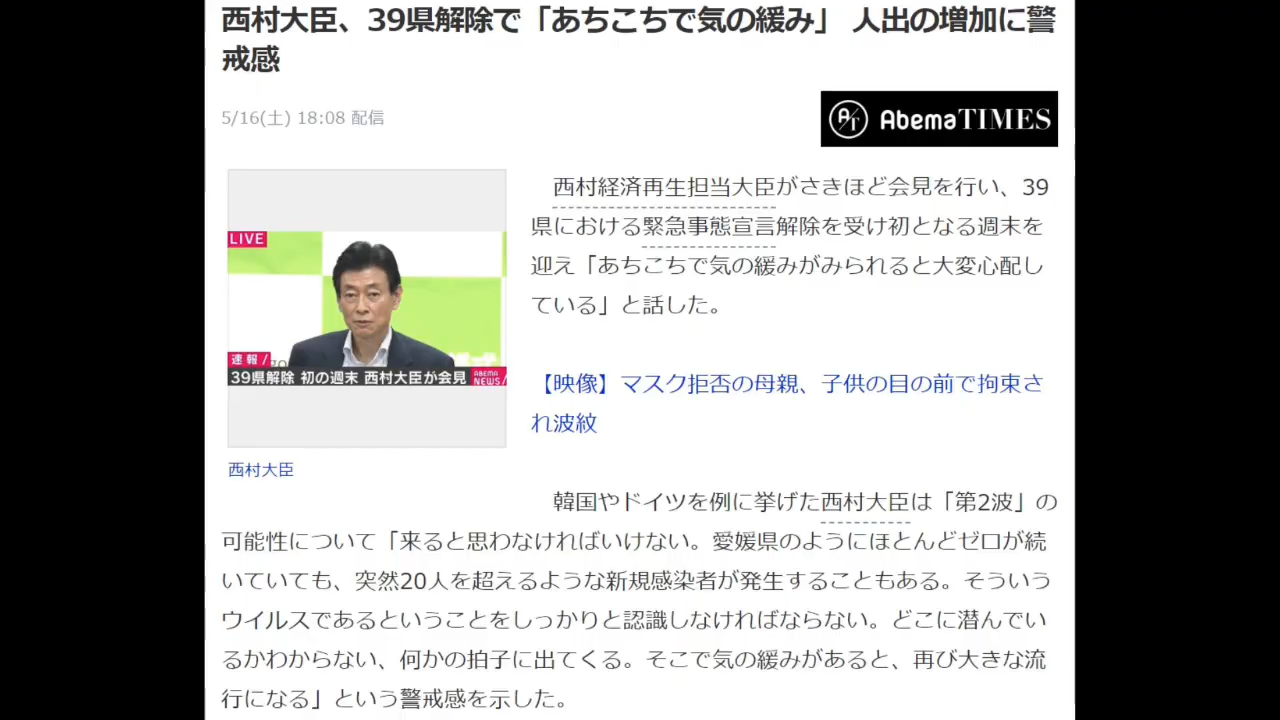 西村大臣、39県解除で「あちこちで気の緩み」 人出の増加に警
戒感
5/16(土) 18:08 配信
AT AbemaTIMES
西村経済再生担当大臣がさきほど会見を行い、39
県における緊急事態宣言解除を受け初となる週末を
迎え「あちこちで気の緩みがみられると大変心配し
ている」と話した。
LIVE
速報/
39県解除 初の週末 西村大臣が会見
ABEMA
NEWS/
西村大臣
【映像】マスク拒否の母親、子供の目の前で拘束さ
れ波紋
韓国やドイツを例に挙げた西村大臣は「第2波」の
可能性について「来ると思わなければいけない。愛媛県のようにほとんどゼロが続
いていても、突然20人を超えるような新規感染者が発生することもある。そういう
ウイルスであるということをしっかりと認識しなければならない。どこに潜んでい
るかわからない、何かの拍子に出てくる。そこで気の緩みがあると、再び大きな流
行になる」という警戒感を示した。